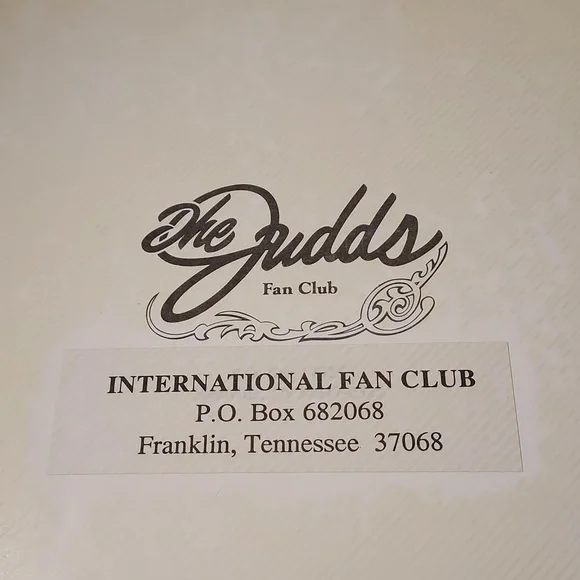 The Judds
Fan Club
INTERNATIONAL FAN CLUB
P.O. Box 682068
Franklin, Tennessee 37068